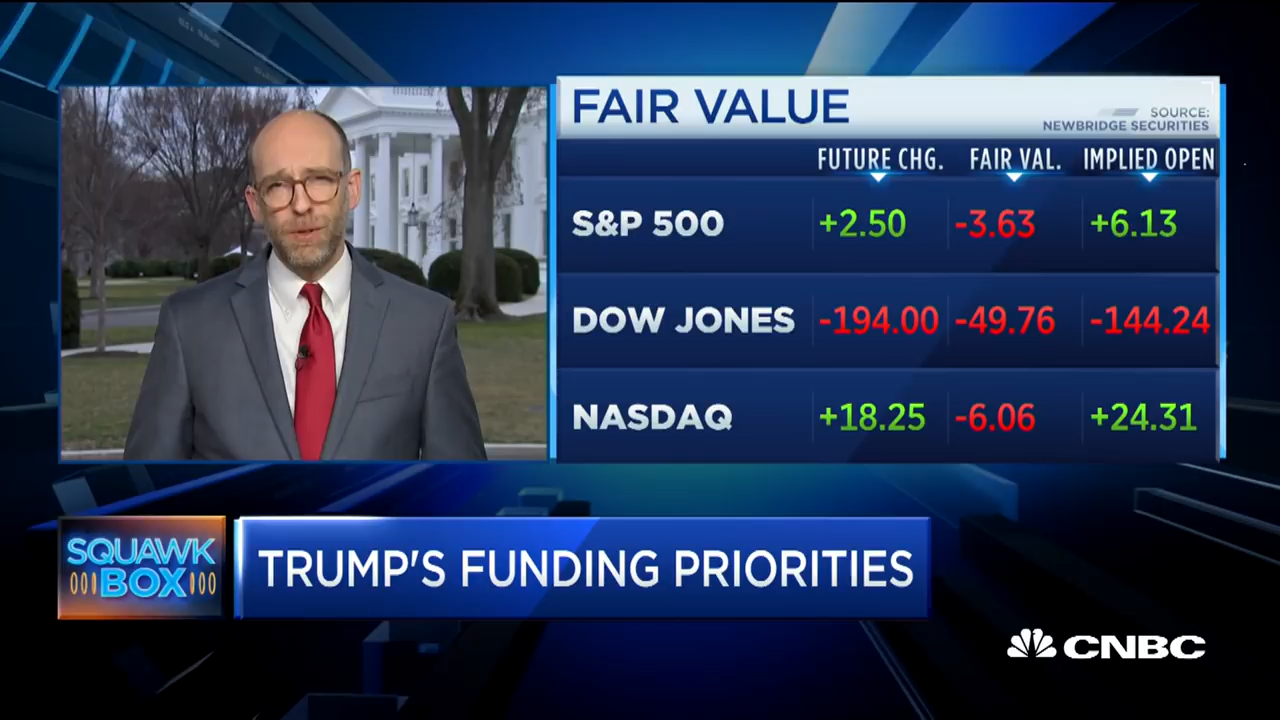 FAIR VALUE
SOURCE:
NEWBRIDGE SECURITIES
FUTURE CHG. FAIR VAL. IMPLIED OPEN
S&P 500 +2.50 -3.63 +6.13
DOW JONES -194.00 -49.76 -144.24
NASDAQ +18.25 -6.06 +24.31
SQUAWK
BOX
TRUMP'S FUNDING PRIORITIES
CNBC